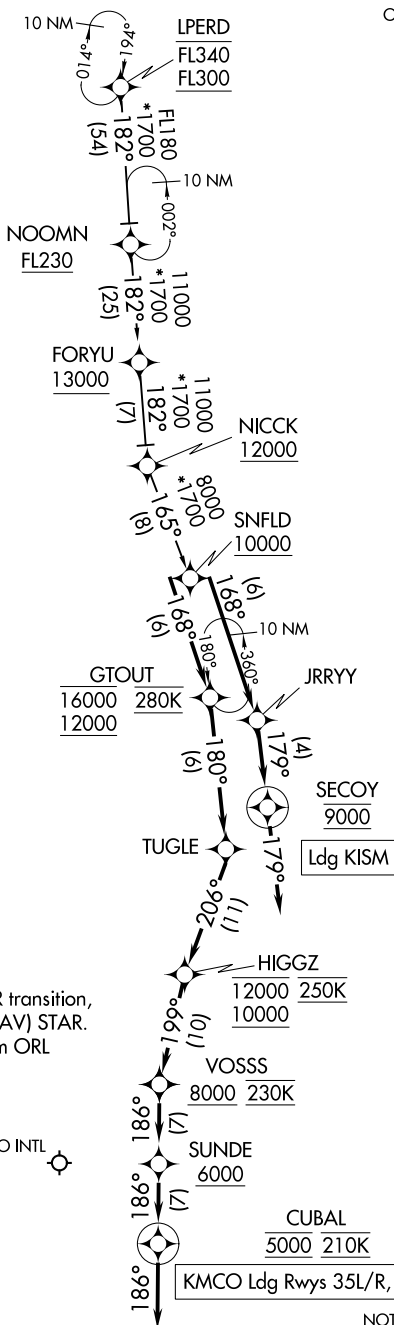 O
10 NM
014°
194°
LPERD
FL340
FL300
FL180
*1700
182°
(54)
10 NM
002°
NOOMN
FL230
11000
*1700
182°
(25)
FORYU
13000
11000
*1700
182°
(7)
NICCK
12000
8000
*1700
165°
(8)
SNFLD
10000
168°
(6)
168°
(6)
10 NM
180°
360°
GTOUT
16000 280K
12000
JRRYY
179°
(4)
180°
(6)
SECOY
9000
179°
Ldg KISM
TUGLE
206°
(11)
HIGGZ
12000 250K
10000
R transition,
AV) STAR.
m ORL
199°
(10)
VOSSS
8000 230K
186°
(7)
O INTL
SUNDE
6000
186°
(7)
CUBAL
5000 210K
186°
KMCO Ldg Rwys 35L/R,
NOT